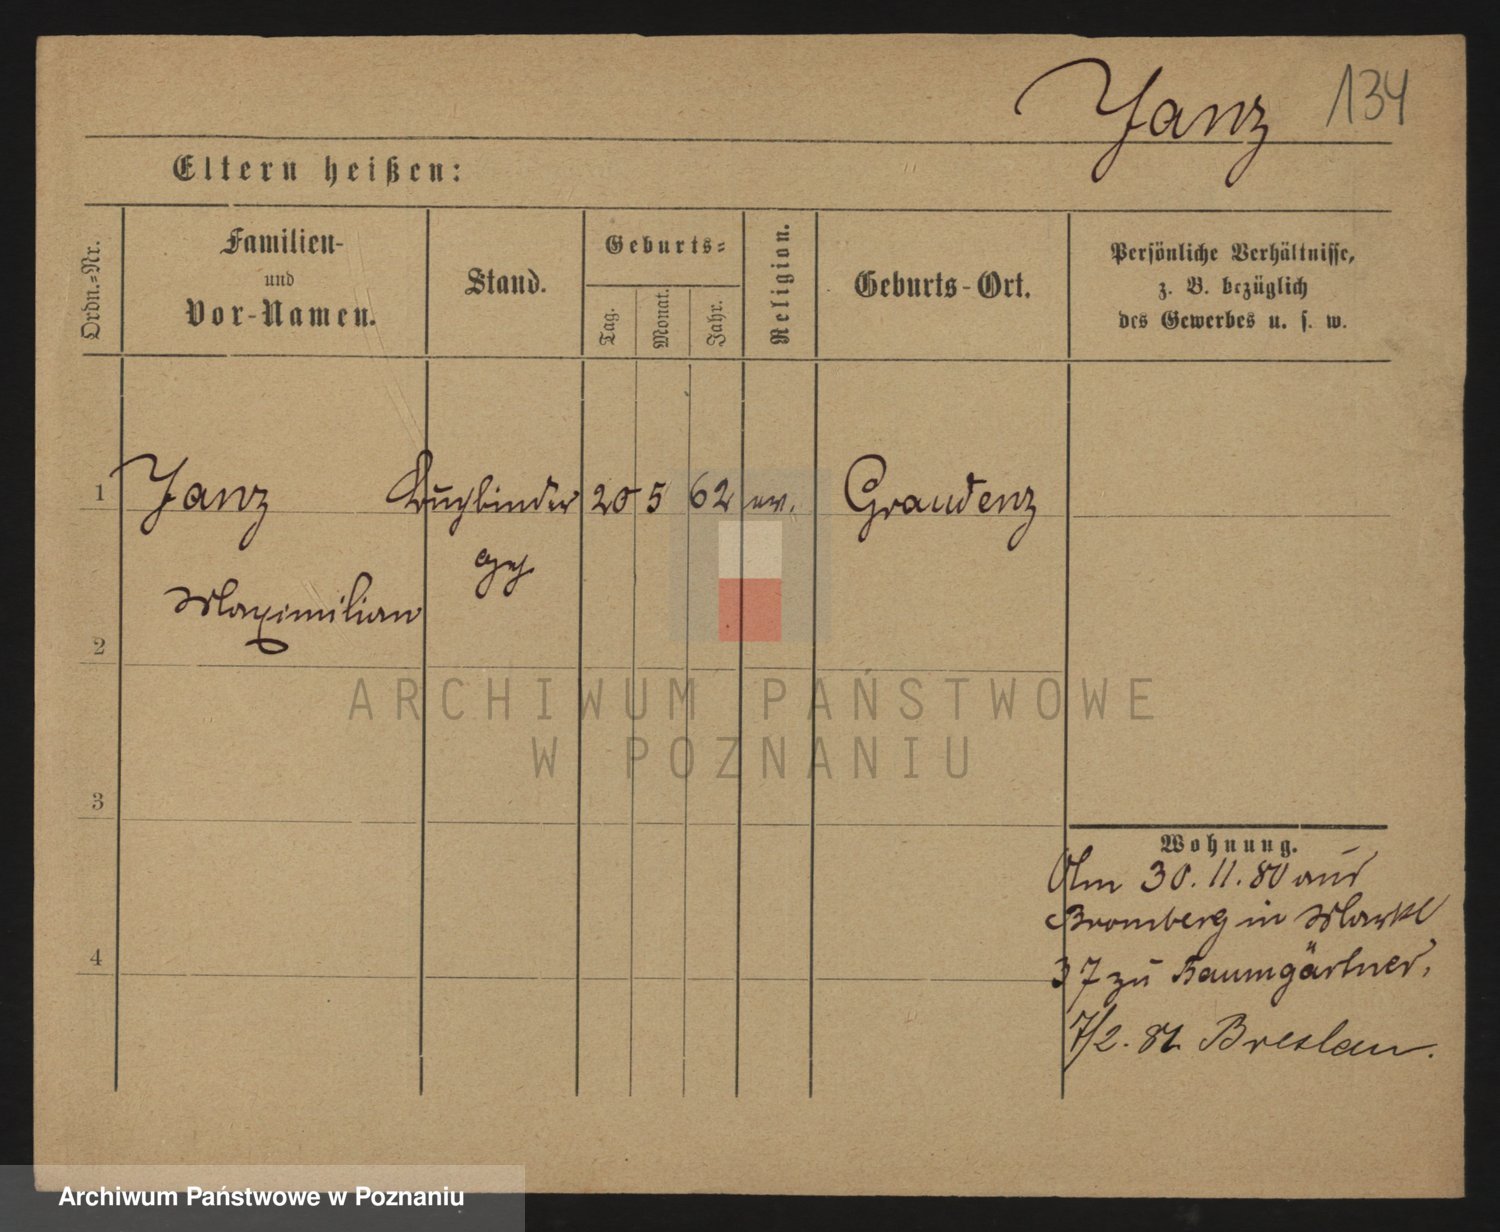 Janz 134
Eltern heißen:
Ordn.-Nr.
Familien-
und
Vor-Namen.
Stand.
Geburts-
Tag.
Monat.
Jahr.
Religion.
Geburts-Ort.
Persönliche Verhältnisse,
z. B. bezüglich
des Gewerbes u. s. w.
1 Janz Buchbinder 20 5 62 ev. Graudenz
Maximilian
2
ARCHIWUM PAŃSTWOWE
W POZNANIU
3
Wohnung.
30. 11. 80 aus
Bromberg in Markt
37 zu Baumgärtner.
4
7/2. 81 Breslau.
Archiwum Państwowe w Poznaniu